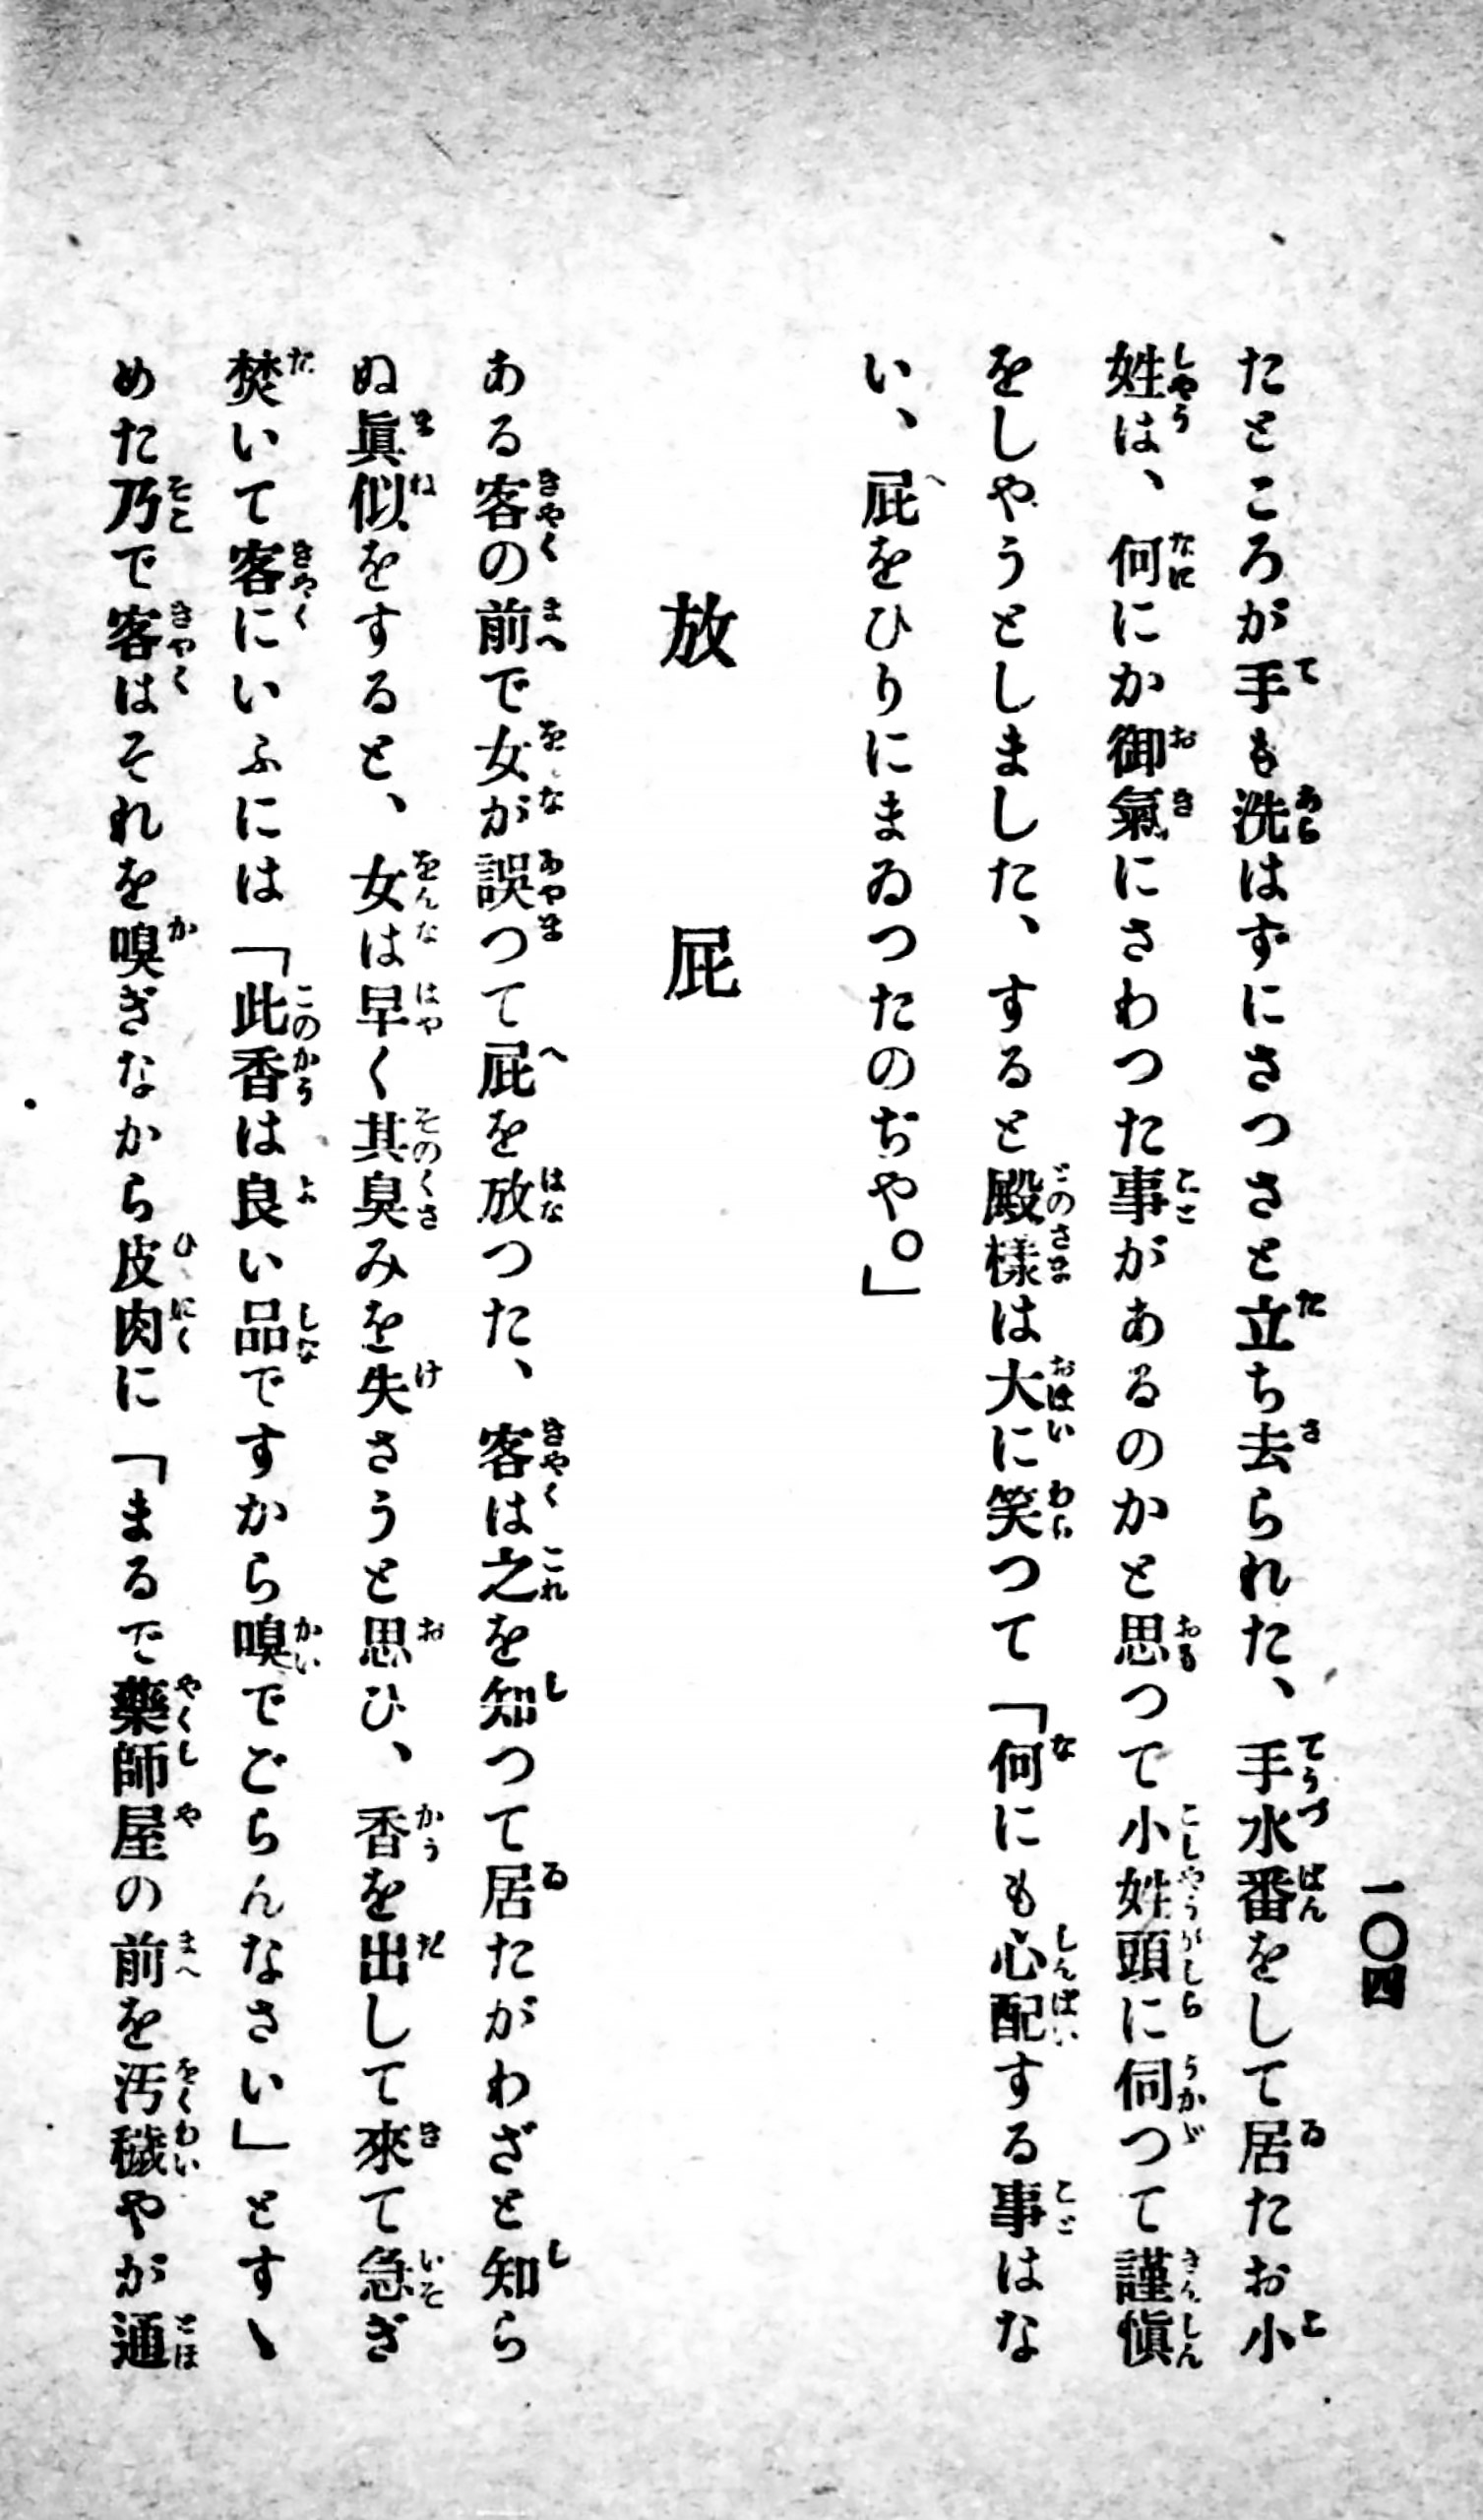 一〇四
たところが手も洗はずにさつさと立ち去られた、手水番をして居たお小
姓は、何にか御氣にさわつた事があるのかと思つて小姓頭に伺つて謹愼
をしやうとしました、すると殿樣は大に笑つて「何にも心配する事はな
い、屁をひりにまゐつたのぢや。」
放屁
ある客の前で女が誤つて屁を放つた、客は之を知つて居たがわざと知ら
ぬ眞似をすると、女は早く其臭みを失さうと思ひ、香を出して來て急ぎ
焚いて客にいふには「此香は良い品ですから嗅でごらんなさい」とすゝ
めた乃で客はそれを嗅ぎなから皮肉に「まるで藥師屋の前を汚穢やが通